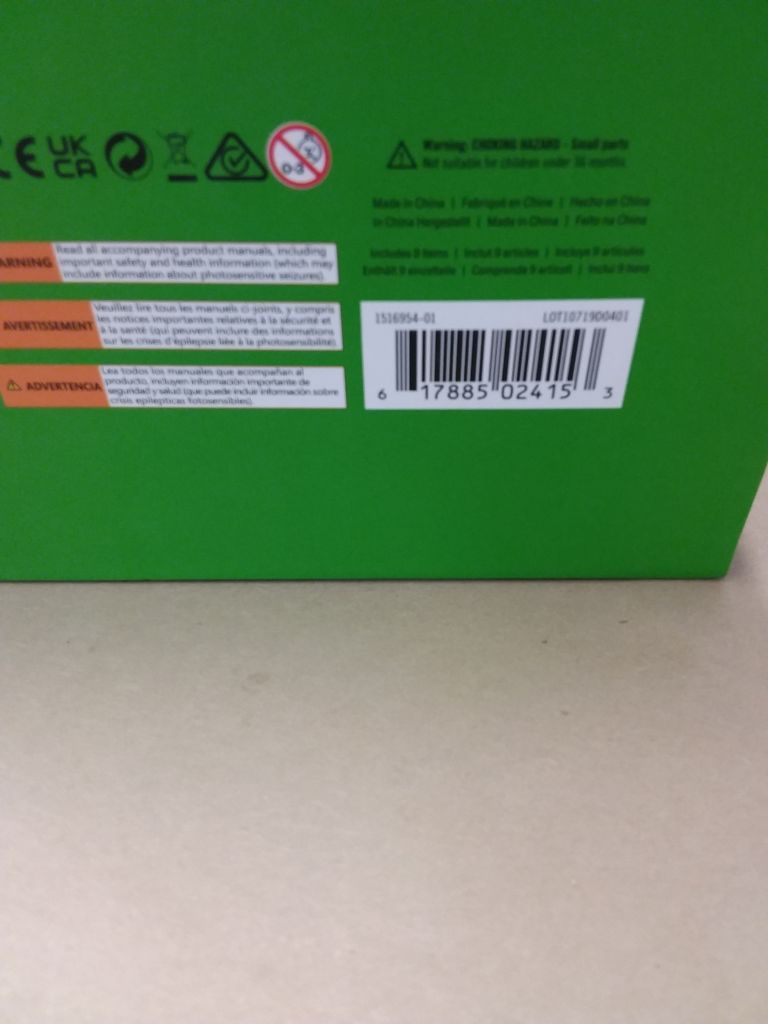 CE UK
CA
0-3
Warning: CHOKING HAZARD - Small parts
Not suitable for children under 36 months
Made in China | Fabriqué en Chine | Hecho en China
In China Hergestellt | Made in China | Feito na China
Includes 9 items | Inclut 9 articles | Incluye 9 artículos
Enthält 9 einzelteile | Comprende 9 articoli | Inclui 9 itens
ARNING Read all accompanying product manuals, including
important safety and health information (which may
include information about photosensitive seizures).
AVERTISSEMENT Veuillez lire tous les manuels ci-joints, y compris
les notices importantes relatives à la sécurité et
à la santé (qui peuvent inclure des informations
sur les crises d'épilepsie liée à la photosensibilité).
ADVERTENCIA Lea todos los manuales que acompañan al
producto, incluyen información importante de
seguridad y salud (que puede incluir información sobre
crisis epilépticas fotosensibles).
1516954-01 LOT1071900401
6 17885 02415 3